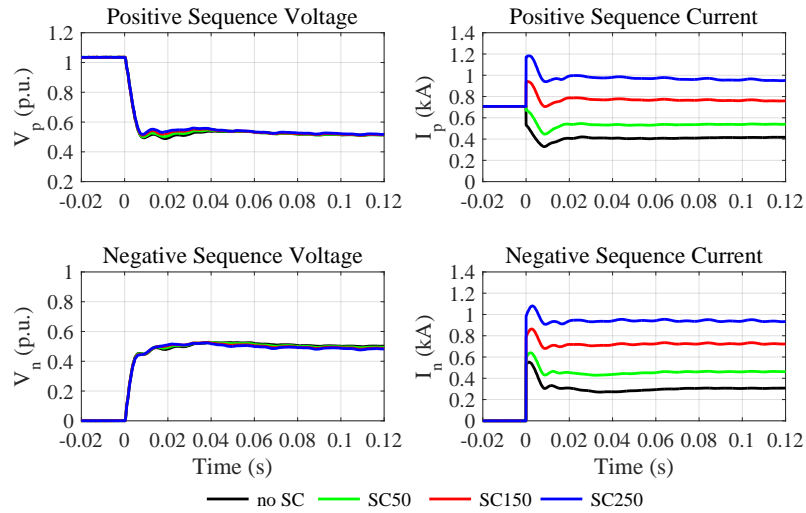 Positive Sequence Voltage
V_p (p.u.)
1.2
1
0.8
0.6
0.4
0.2
-0.02 0 0.02 0.04 0.06 0.08 0.1 0.12
Positive Sequence Current
I_p (kA)
1.4
1.2
1
0.8
0.6
0.4
0.2
0
-0.02 0 0.02 0.04 0.06 0.08 0.1 0.12
Negative Sequence Voltage
V_n (p.u.)
1
0.8
0.6
0.4
0.2
0
-0.02 0 0.02 0.04 0.06 0.08 0.1 0.12
Time (s)
Negative Sequence Current
I_n (kA)
1.4
1.2
1
0.8
0.6
0.4
0.2
0
-0.02 0 0.02 0.04 0.06 0.08 0.1 0.12
Time (s)
no SC SC50 SC150 SC250